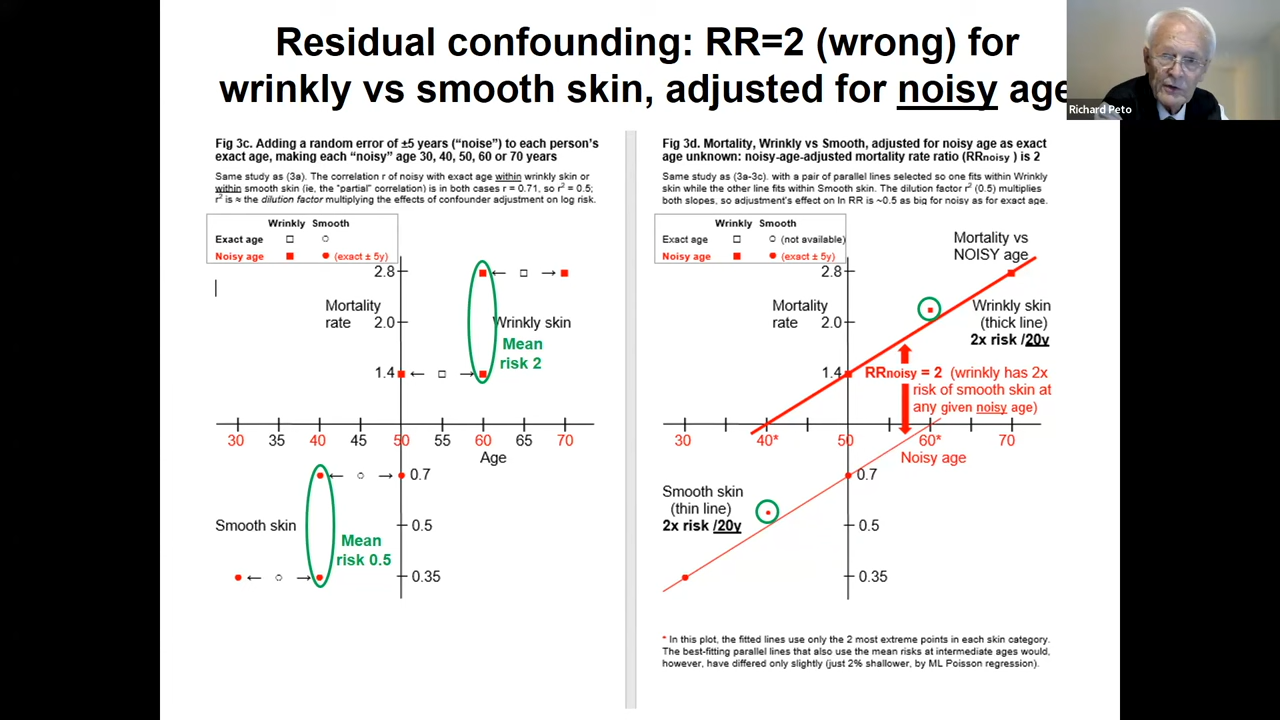 Residual confounding: RR=2 (wrong) for
wrinkly vs smooth skin, adjusted for noisy age
Richard Peto
Fig 3c. Adding a random error of ±5 years (“noise”) to each person’s
exact age, making each “noisy” age 30, 40, 50, 60 or 70 years
Same study as (3a). The correlation r of noisy with exact age within wrinkly skin or
within smooth skin (ie, the “partial” correlation) is in both cases r = 0.71, so r² = 0.5;
r² is ≈ the dilution factor multiplying the effects of confounder adjustment on log risk.
Wrinkly Smooth
Exact age
Noisy age (exact ± 5y)
2.8
Mortality
rate
2.0
Wrinkly skin
Mean
risk 2
1.4
30 35 40 45 50 55 60 65 70
Age
0.7
Smooth skin
0.5
Mean
risk 0.5
0.35
Fig 3d. Mortality, Wrinkly vs Smooth, adjusted for noisy age as exact
age unknown: noisy-age-adjusted mortality rate ratio (RRnoisy ) is 2
Same study as (3a-3c). with a pair of parallel lines selected so one fits within Wrinkly
skin while the other line fits within Smooth skin. The dilution factor r² (0.5) multiplies
both slopes, so adjustment’s effect on ln RR is ~0.5 as big for noisy as for exact age.
Wrinkly Smooth
Exact age (not available)
Noisy age (exact ± 5y)
Mortality vs
NOISY age
2.8
Mortality
rate
2.0
Wrinkly skin
(thick line)
2x risk /20y
1.4
RRnoisy = 2 (wrinkly has 2x
risk of smooth skin at
any given noisy age)
30 40* 50 60* 70
Noisy age
0.7
Smooth skin
(thin line)
2x risk /20y
0.5
0.35
* In this plot, the fitted lines use only the 2 most extreme points in each skin category.
The best-fitting parallel lines that also use the mean risks at intermediate ages would,
however, have differed only slightly (just 2% shallower, by ML Poisson regression).